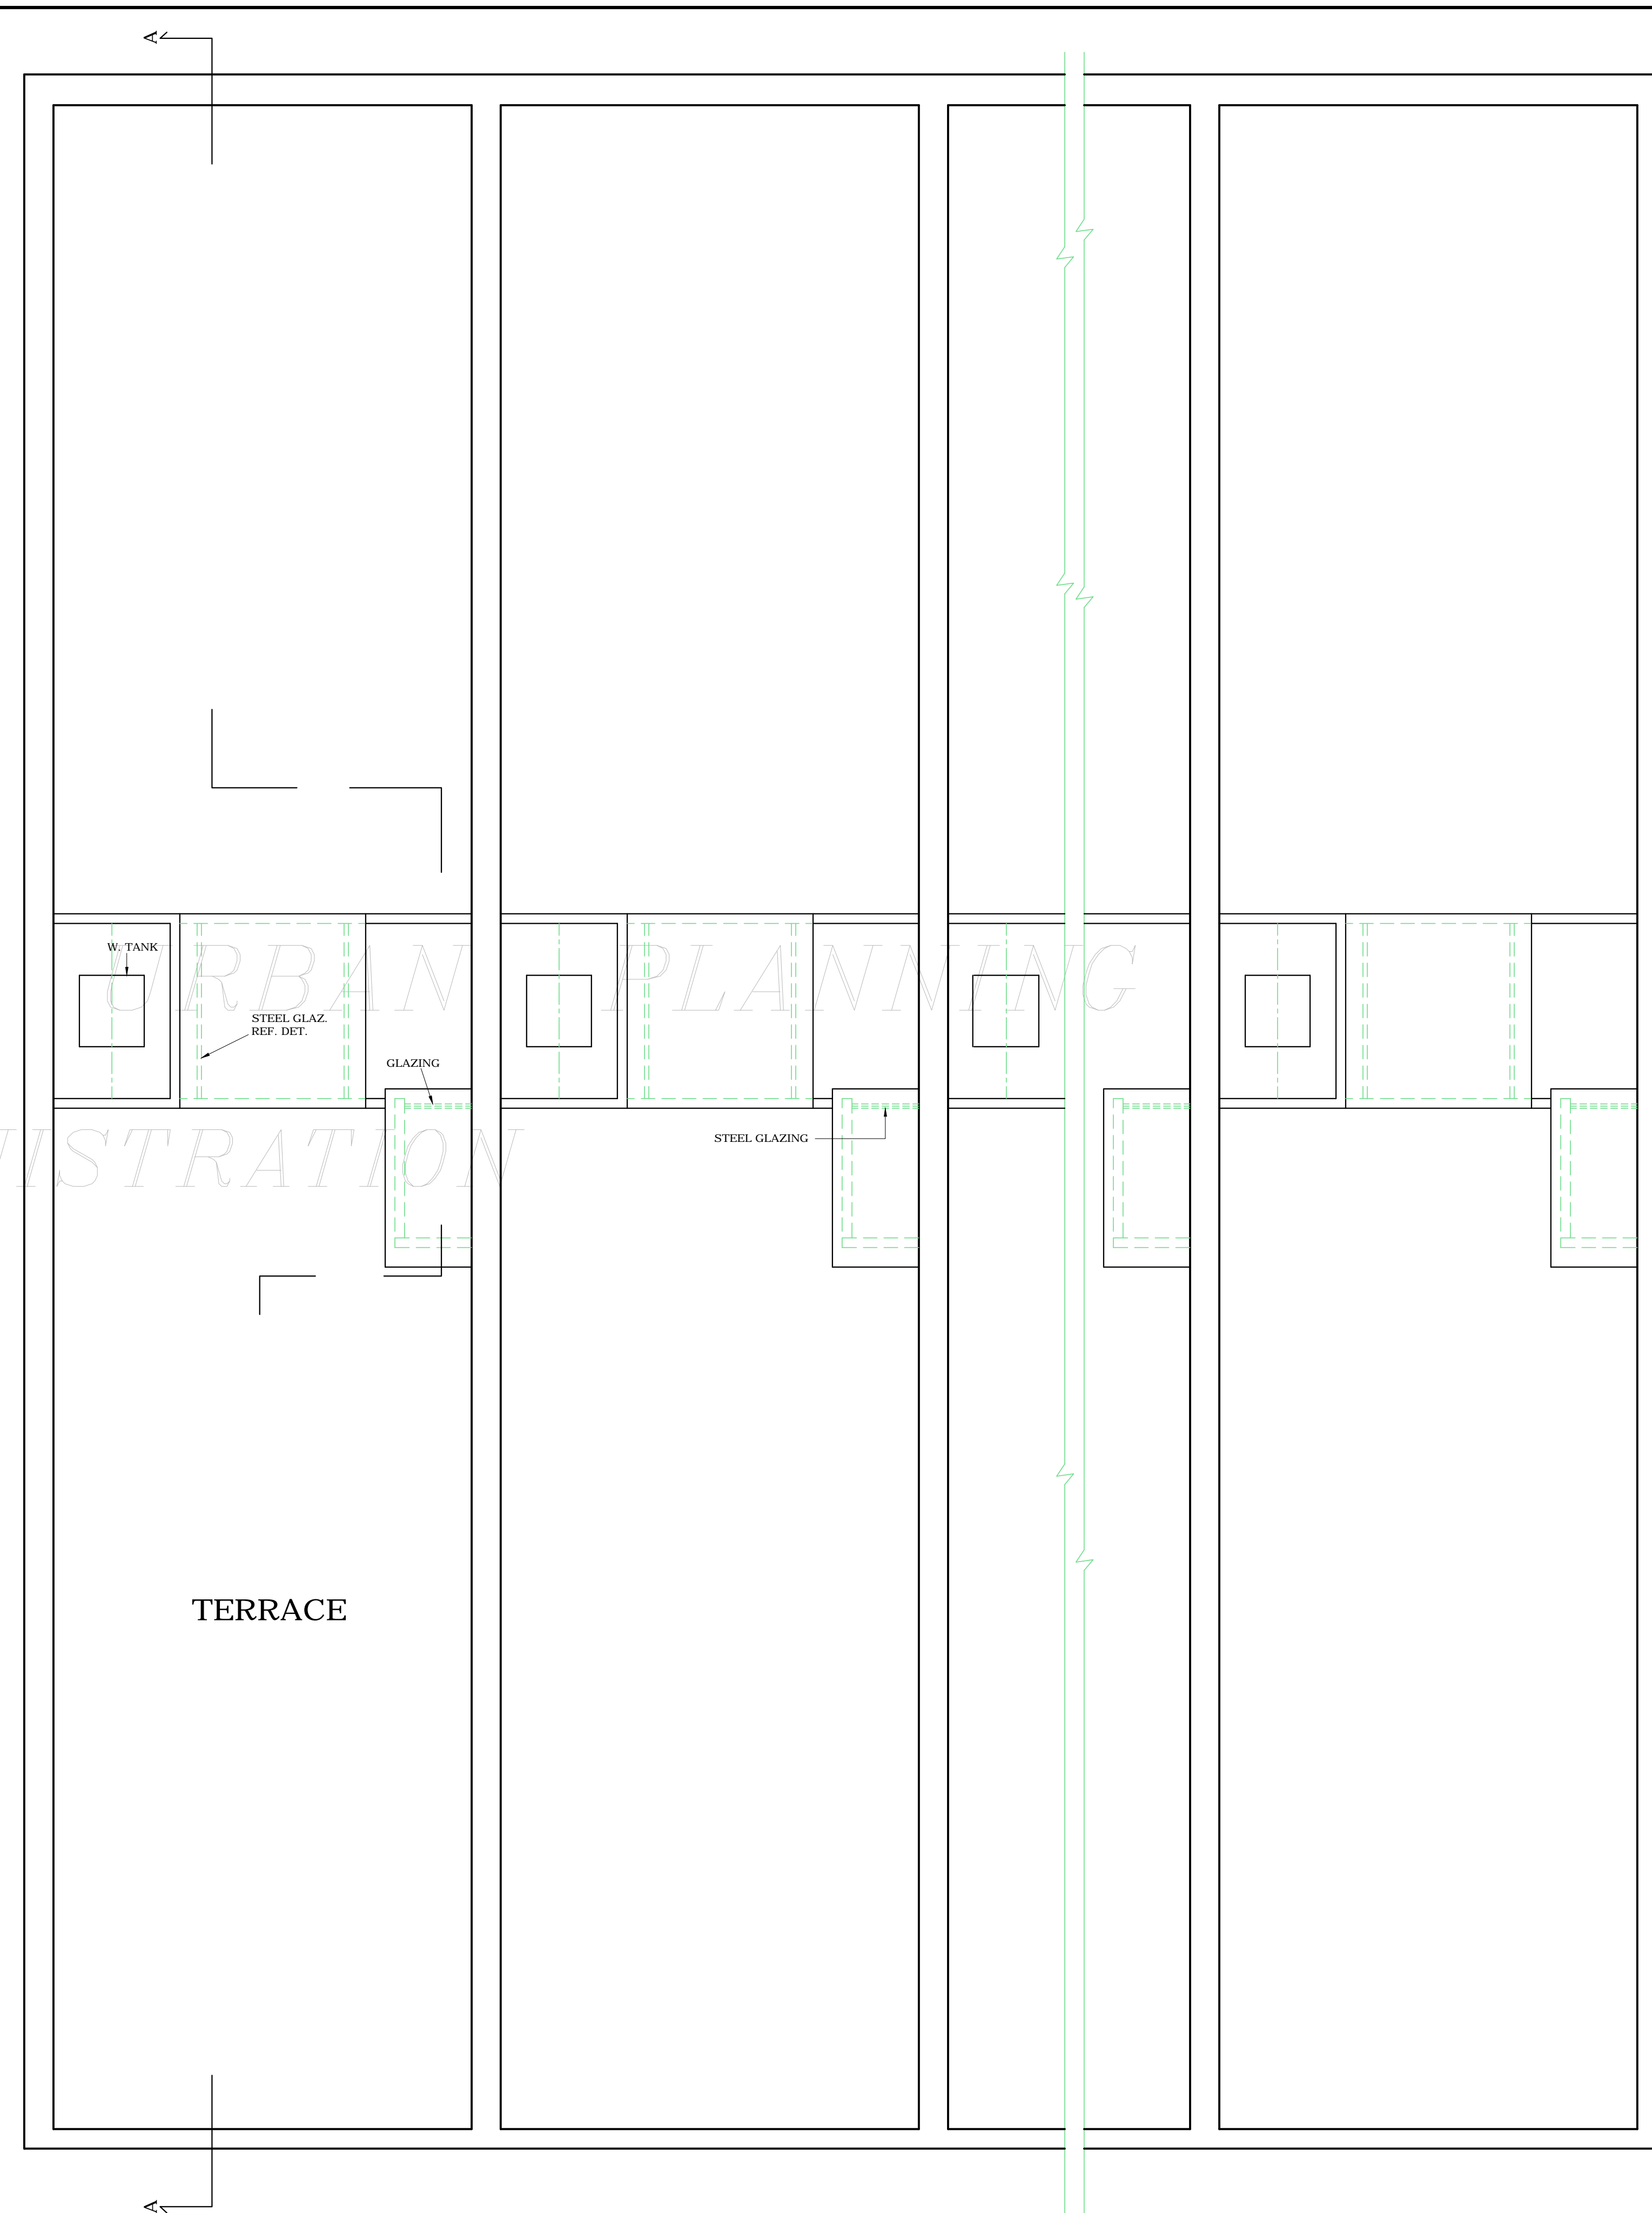 A
W. TANK
URBAN PLANNING
STEEL GLAZ.
REF. DET.
GLAZING
STEEL GLAZING
ISTRATION
TERRACE
A